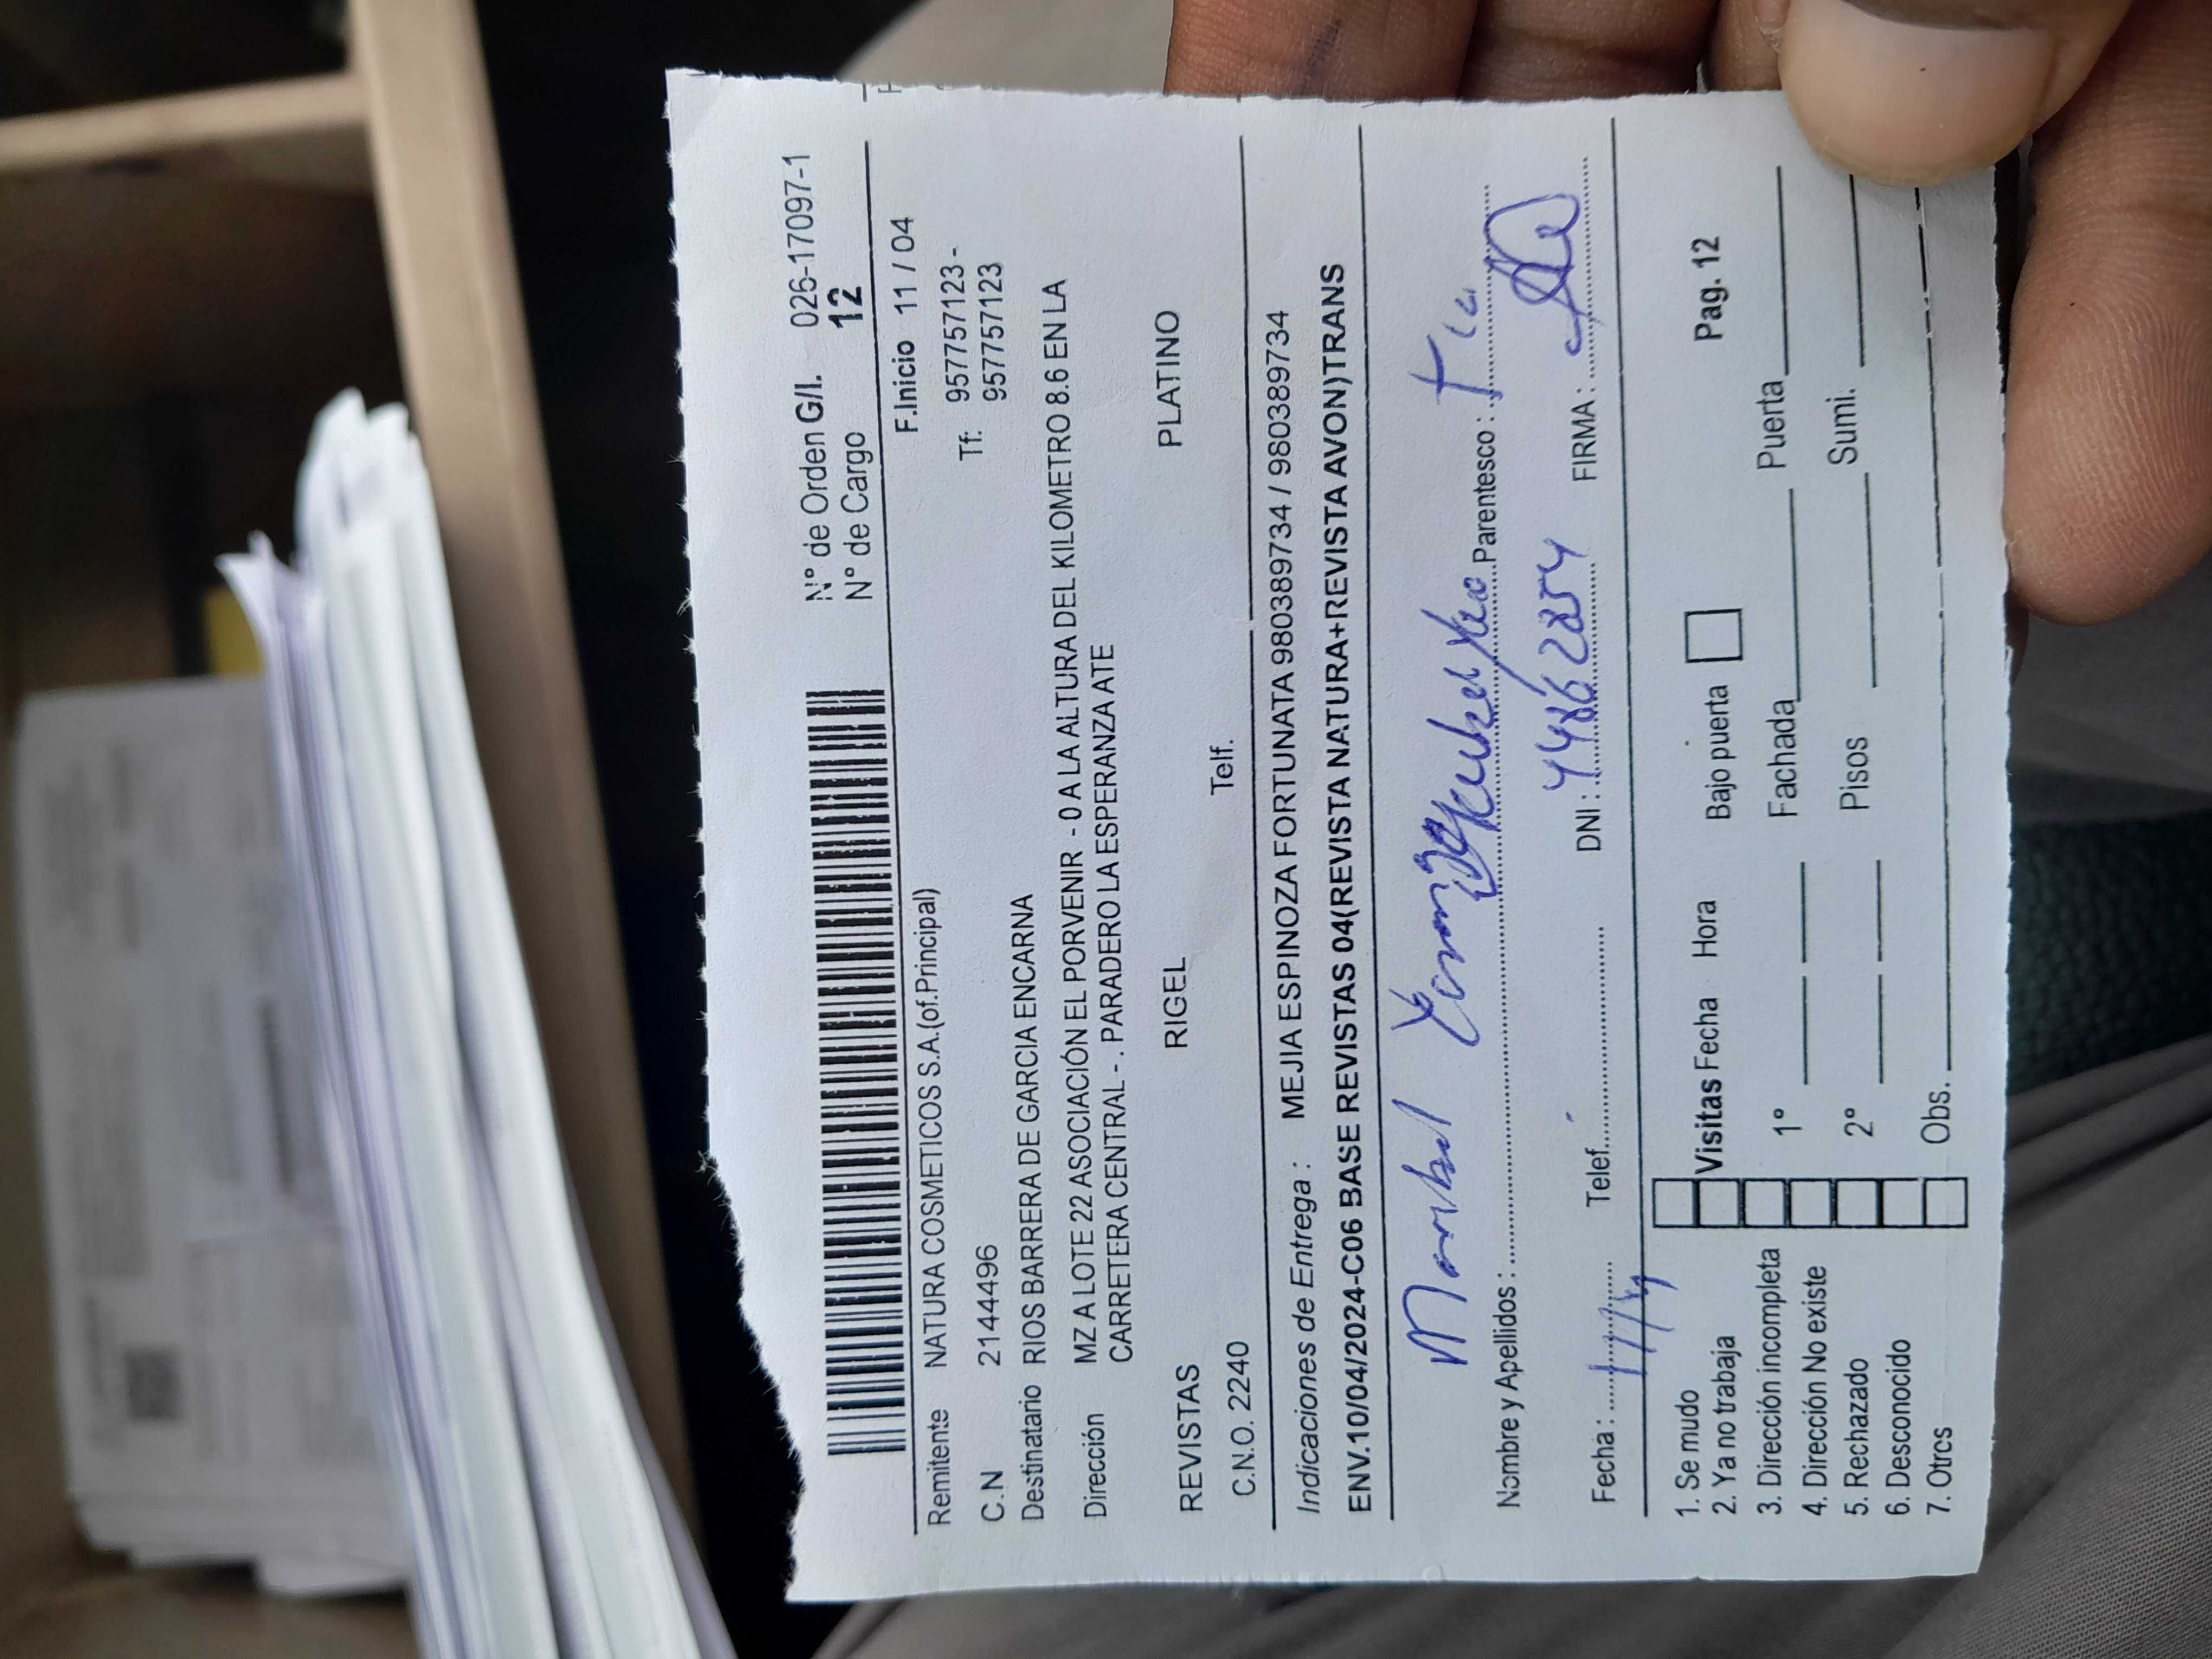 N° de Orden G/I. 026-17097-1
N° de Cargo 12
Remitente NATURA COSMETICOS S.A.(of.Principal) F.Inicio 11 / 04
C.N 2144496 Tf: 957757123 -
957757123
Destinatario RIOS BARRERA DE GARCIA ENCARNA
Dirección MZ A LOTE 22 ASOCIACIÓN EL PORVENIR - 0 A LA ALTURA DEL KILOMETRO 8.6 EN LA
CARRETERA CENTRAL - . PARADERO LA ESPERANZA ATE
REVISTAS RIGEL PLATINO
C.N.O. 2240 Telf.
Indicaciones de Entrega : MEJIA ESPINOZA FORTUNATA 980389734 / 980389734
ENV.10/04/2024-C06 BASE REVISTAS 04(REVISTA NATURA+REVISTA AVON)TRANS
Nombre y Apellidos : Parentesco :
Fecha : Telef. DNI : FIRMA :
1. Se mudo
2. Ya no trabaja Visitas Fecha Hora Bajo puerta Pag. 12
3. Dirección incompleta 1° Fachada Puerta
4. Dirección No existe
5. Rechazado 2° Pisos Sumi.
6. Desconocido
7. Otrcs Obs.